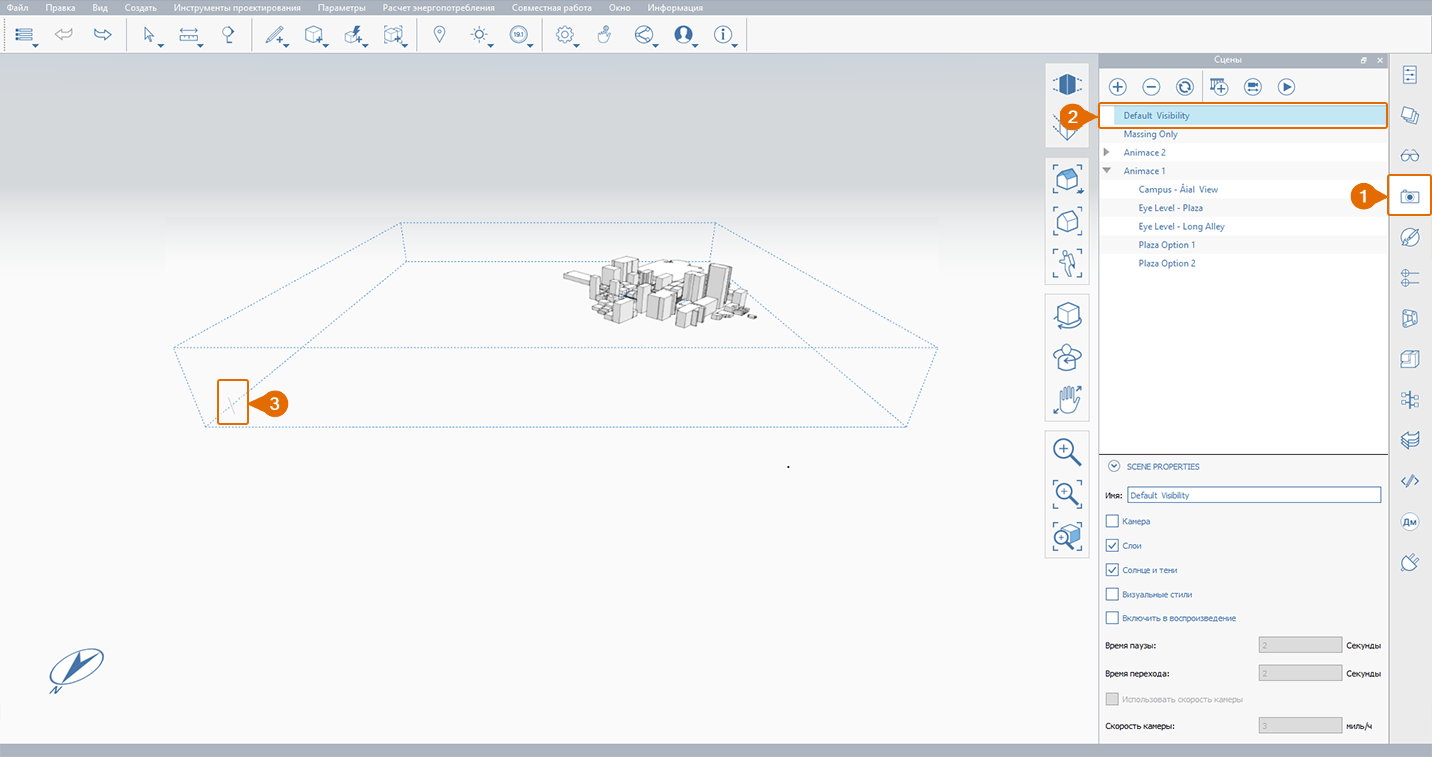 Файл Правка Вид Создать Инструменты проектирования Параметры Расчет энергопотребления Совместная работа Окно Информация
19.1
Сцены
2 Default Visibility
Massing Only
Animace 2
Animace 1
1
Campus - Åial View
Eye Level - Plaza
Eye Level - Long Alley
Plaza Option 1
Plaza Option 2
3
SCENE PROPERTIES
Имя: Default Visibility
Камера
Дм
Слои
Солнце и тени
Визуальные стили
Включить в воспроизведение
Время паузы: 2 Секунды
Время перехода: 2 Секунды
Использовать скорость камеры
Скорость камеры: 3 миль/ч
N